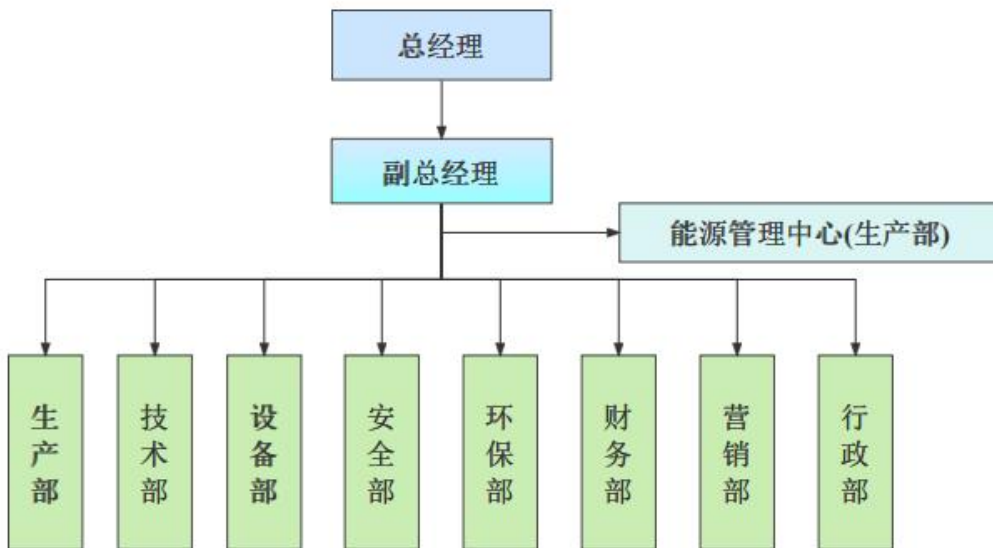 总经理
副总经理
能源管理中心(生产部)
生产部
技术部
设备部
安全部
环保部
财务部
营销部
行政部